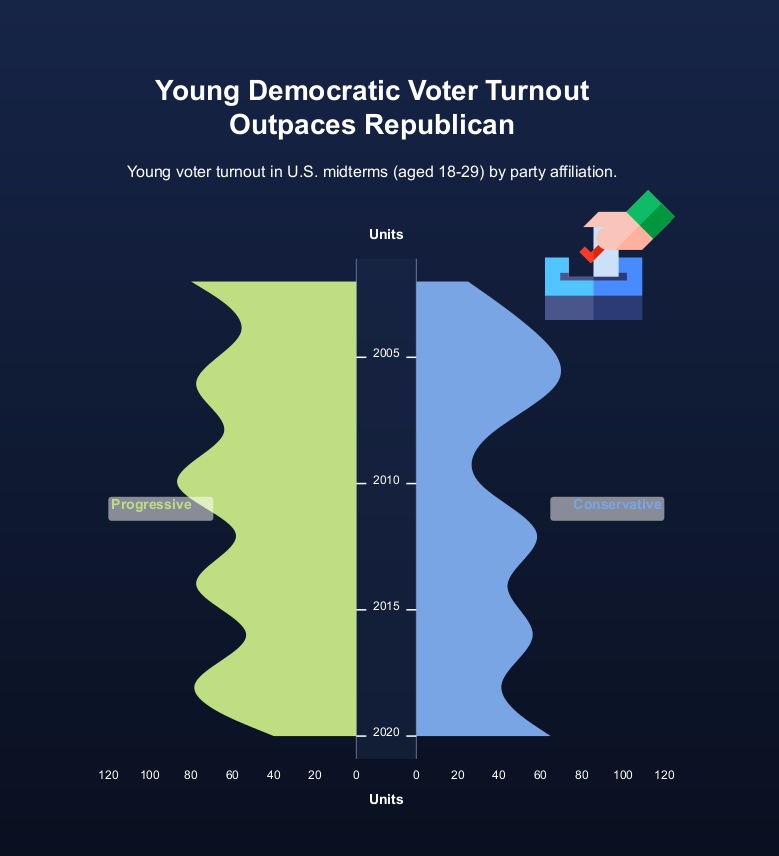 Young Democratic Voter Turnout
Outpaces Republican
Young voter turnout in U.S. midterms (aged 18-29) by party affiliation.
Units
2005
2010
Progressive
Conservative
2015
2020
120 100 80 60 40 20 0 0 20 40 60 80 100 120
Units